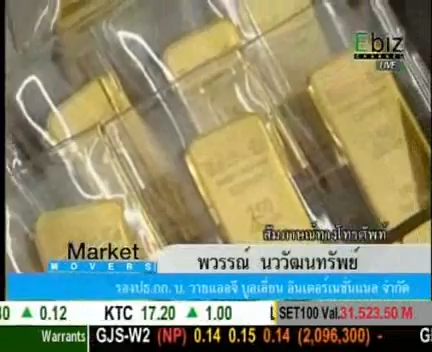 Ebiz
CHANNEL
LIVE
สัมภาษณ์ทางโทรศัพท์
Market
MOVERS
พวรรณ์ นววัฒนทรัพย์
รองปธ.กก. บ. วายแอลจี บูลเลี่ยน อินเตอร์เนชั่นแนล จำกัด
80 ▲ 0.12 KTC 17.20 ▲ 1.00 L SET100 Val.31,523.50 M
Warrants GJS-W2 (NP) 0.14 0.15 0.14 (2,096,300) -